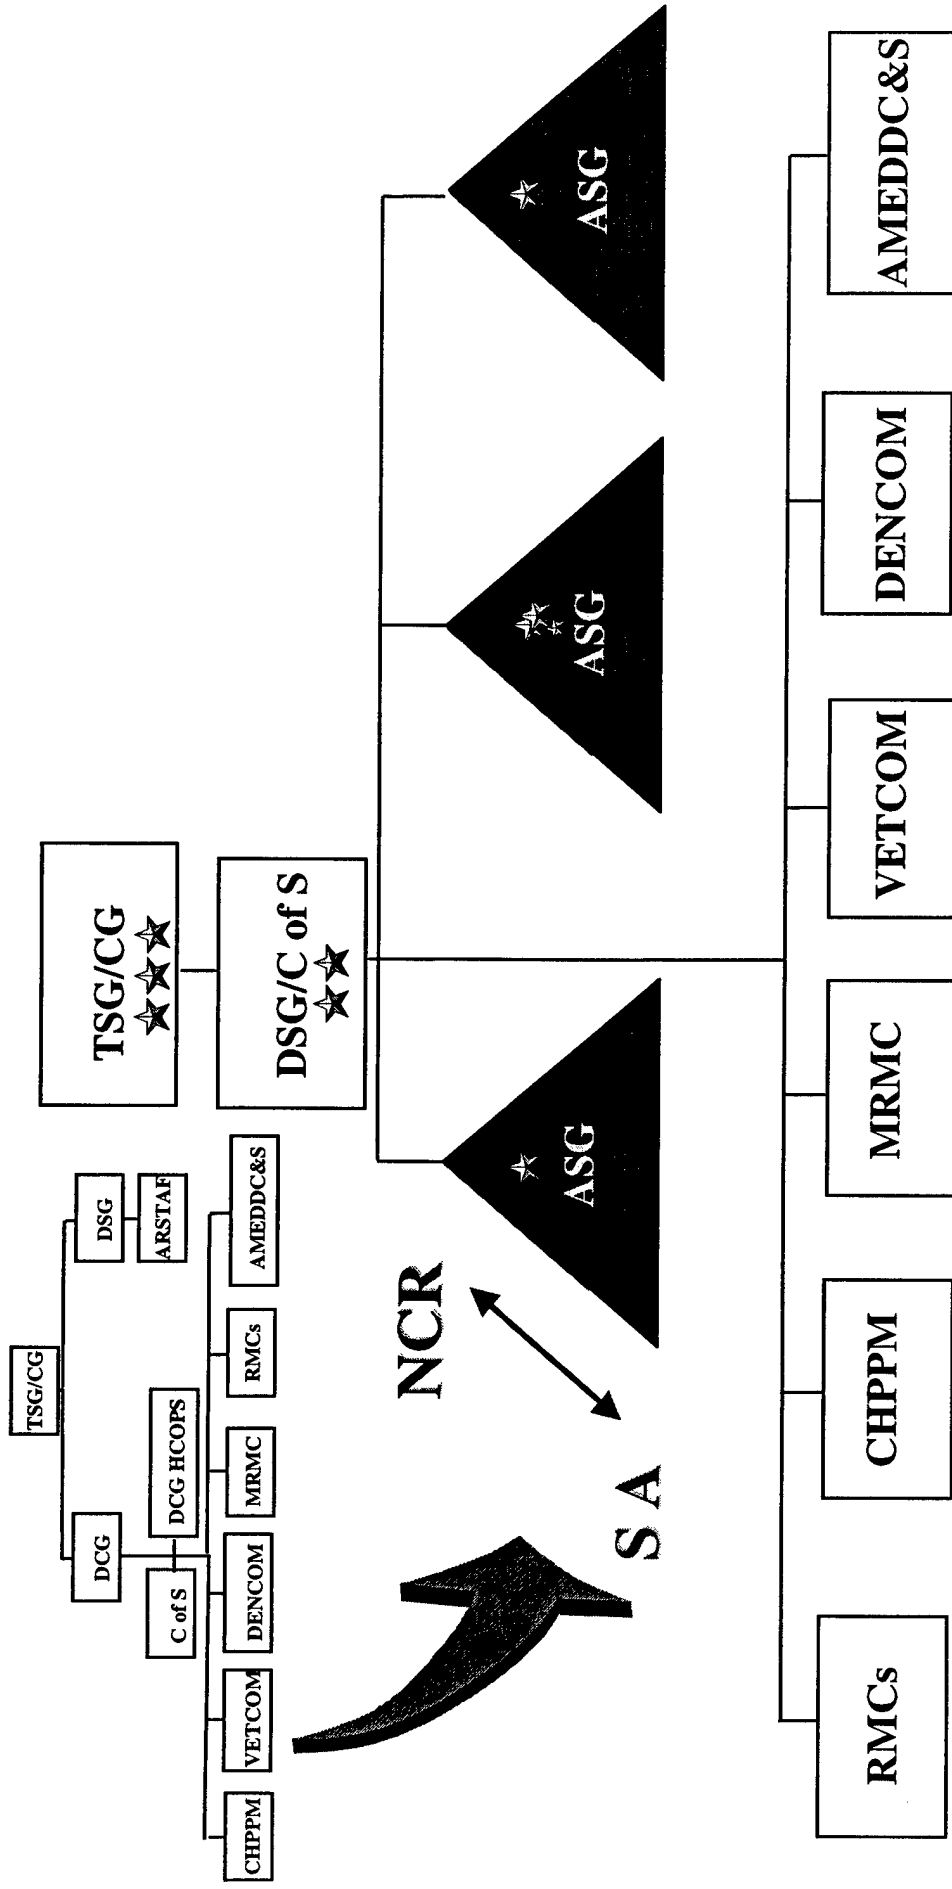 TSG/CG
DCG
DSG
ARSTAF
C of S
DCG HCOPS
CHPPM
VETCOM
DENCOM
MRMC
RMCs
AMEDDC&S
TSG/CG
DSG/C of S
NCR
S A
ASG
ASG
ASG
RMCs
CHPPM
MRMC
VETCOM
DENCOM
AMEDDC&S